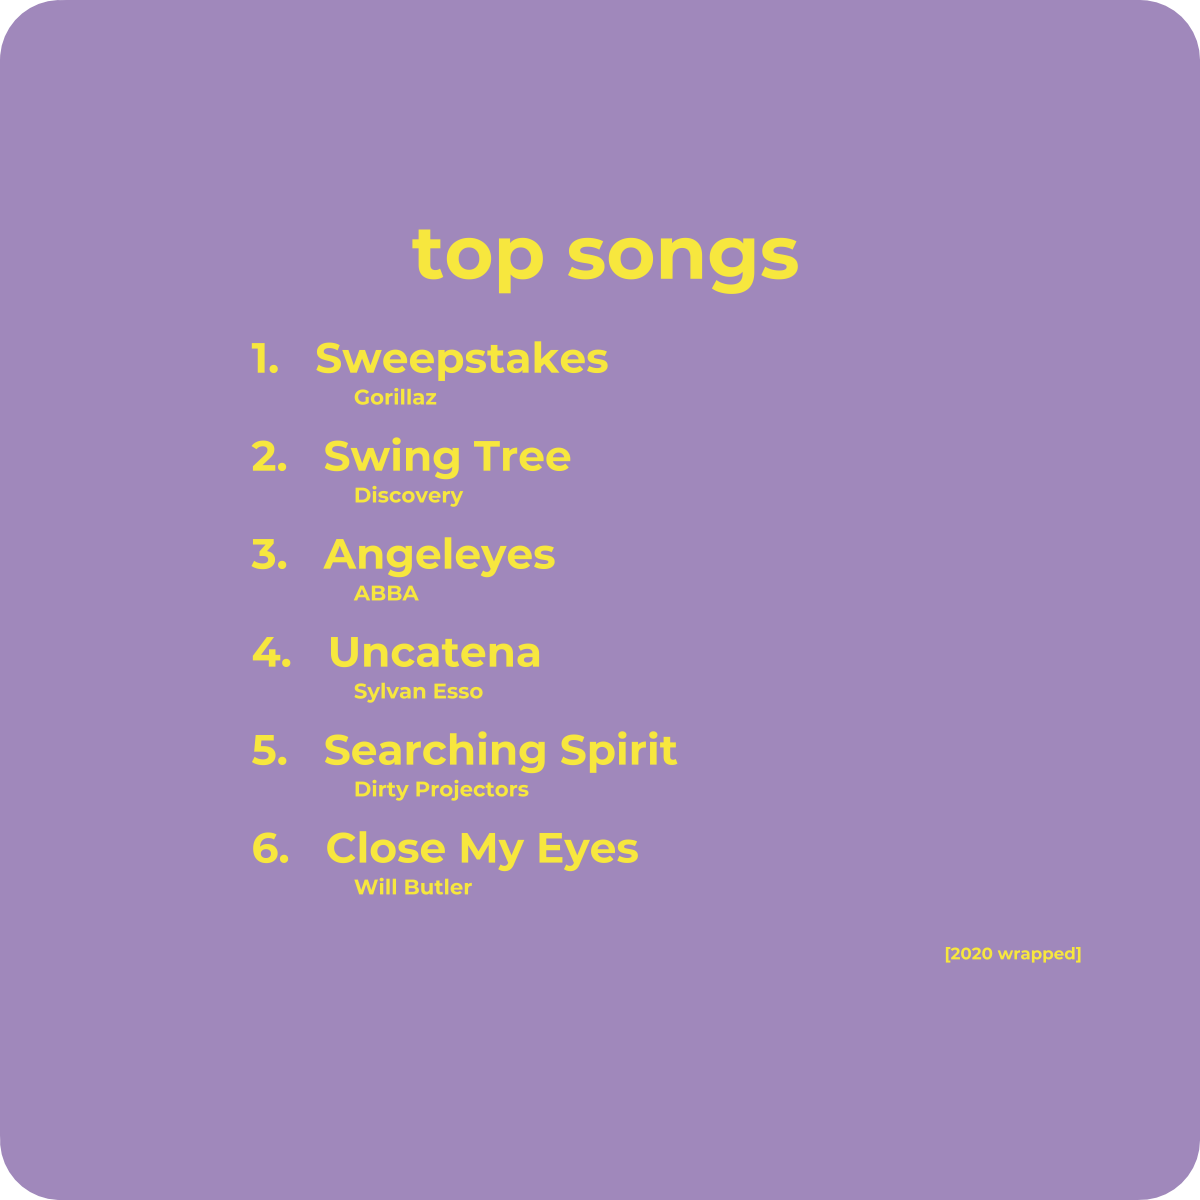 top songs
1. Sweepstakes
Gorillaz
2. Swing Tree
Discovery
3. Angeleyes
ABBA
4. Uncatena
Sylvan Esso
5. Searching Spirit
Dirty Projectors
6. Close My Eyes
Will Butler
[2020 wrapped]